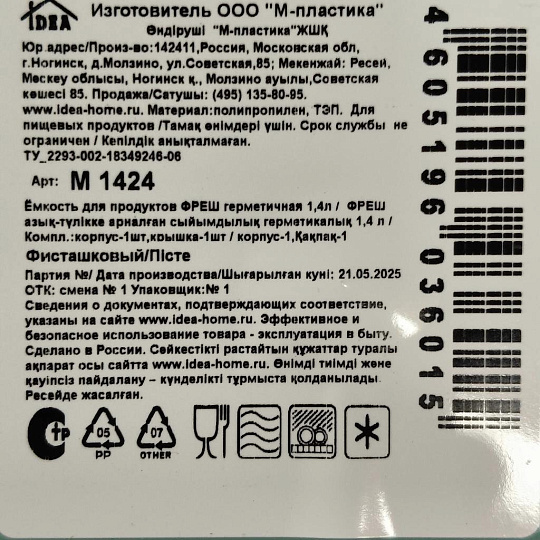 IDEA
Изготовитель ООО "М-пластика"
Өндіруші "М-пластика"ЖШҚ
Юр.адрес/Произ-во:142411,Россия, Московская обл,
г.Ногинск, д.Молзино, ул.Советская,85; Мекенжай: Ресей,
Мәскеу облысы, Ногинск қ., Молзино ауылы,Советская
көшесі 85. Продажа/Сатушы: (495) 135-80-95.
www.idea-home.ru. Материал:полипропилен, ТЭП. Для
пищевых продуктов /Тамақ өнімдері үшін. Срок службы не
ограничен / Кепілдік анықталмаған.
ТУ_2293-002-18349246-06
Арт: М 1424
Ёмкость для продуктов ФРЕШ герметичная 1,4л / ФРЕШ
азық-түлікке арналған сыйымдылық герметикалық 1,4 л /
Компл.:корпус-1шт,крышка-1шт / корпус-1,Қақпақ-1
Фисташковый/Пісте
Партия №/ Дата производства/Шығарылған күні: 21.05.2025
ОТК: смена № 1 Упаковщик:№ 1
Сведения о документах, подтверждающих соответствие,
указаны на сайте www.idea-home.ru. Эффективное и
безопасное использование товара - эксплуатация в быту.
Сделано в России. Сәйкестікті растайтын құжаттар туралы
ақпарат осы сайтта www.idea-home.ru. Өнімді тиімді және
қауіпсіз пайдалану – күнделікті тұрмыста қолданылады.
Ресейде жасалған.
05
PP
07
OTHER
4 605196 036015